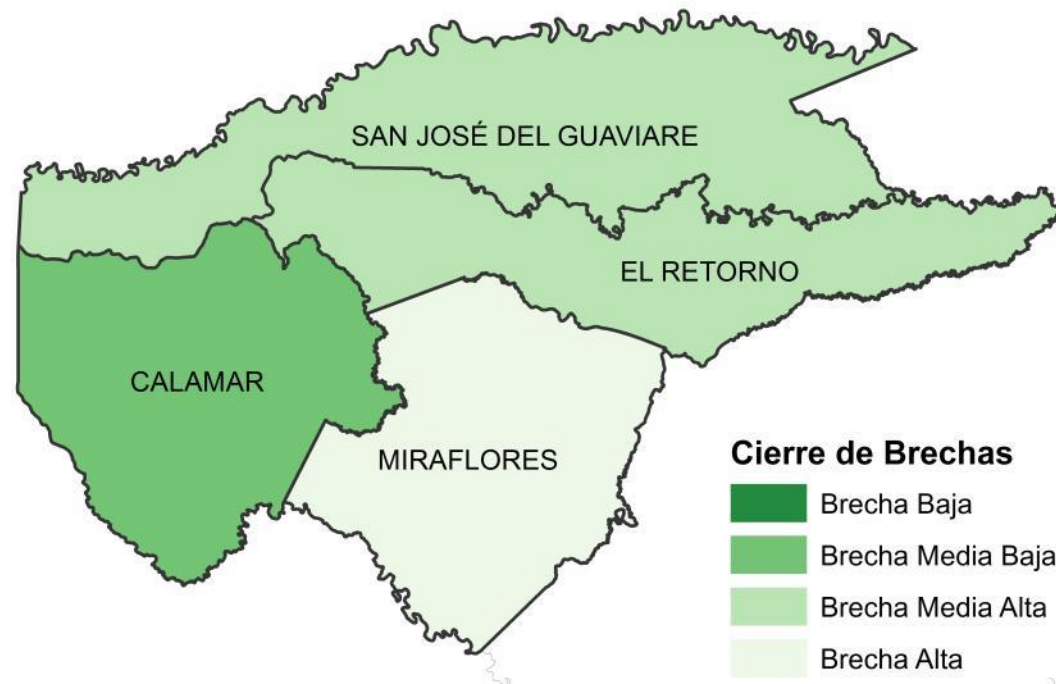 SAN JOSÉ DEL GUAVIARE
EL RETORNO
CALAMAR
MIRAFLORES
Cierre de Brechas
Brecha Baja
Brecha Media Baja
Brecha Media Alta
Brecha Alta